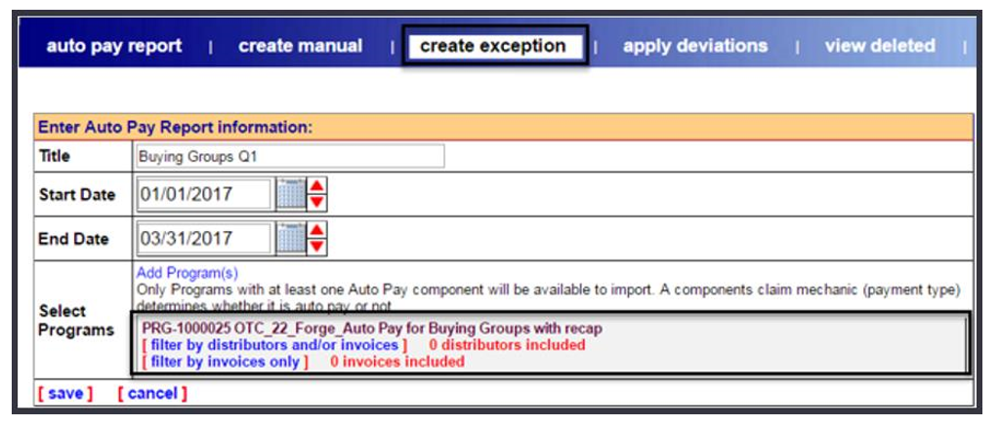 auto pay report | create manual | create exception | apply deviations | view deleted |
Enter Auto Pay Report information:
Title Buying Groups Q1
Start Date 01/01/2017
End Date 03/31/2017
Select Programs
Add Program(s)
Only Programs with at least one Auto Pay component will be available to import. A components claim mechanic (payment type)
determines whether it is auto pay or not
PRG-1000025 OTC_22_Forge_Auto Pay for Buying Groups with recap
[ filter by distributors and/or invoices ] 0 distributors included
[ filter by invoices only ] 0 invoices included
[ save ] [ cancel ]